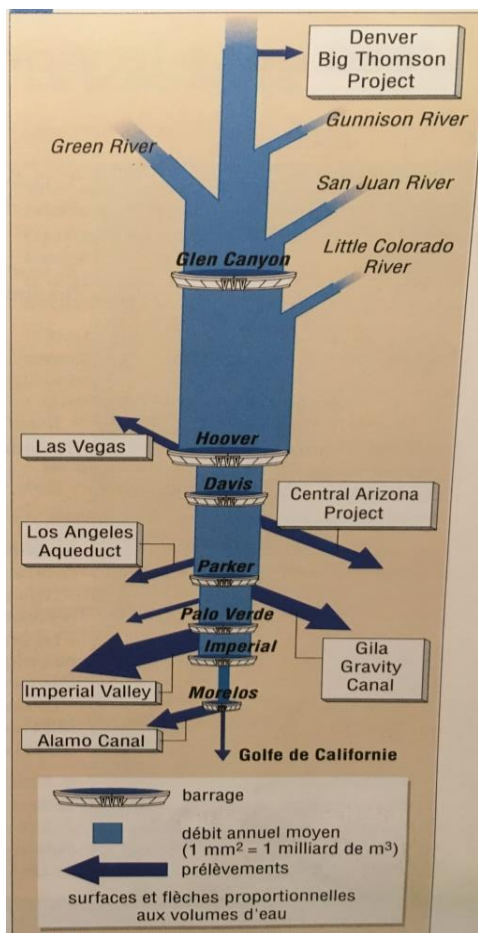 Denver
Big Thomson
Project
Gunnison River
Green River
San Juan River
Little Colorado
River
Glen Canyon
Hoover
Las Vegas
Davis
Central Arizona
Project
Los Angeles
Aqueduct
Parker
Palo Verde
Imperial
Gila
Gravity
Canal
Imperial Valley
Morelos
Alamo Canal
Golfe de Californie
barrage
débit annuel moyen
(1 mm² = 1 milliard de m³)
prélèvements
surfaces et flèches proportionnelles
aux volumes d'eau